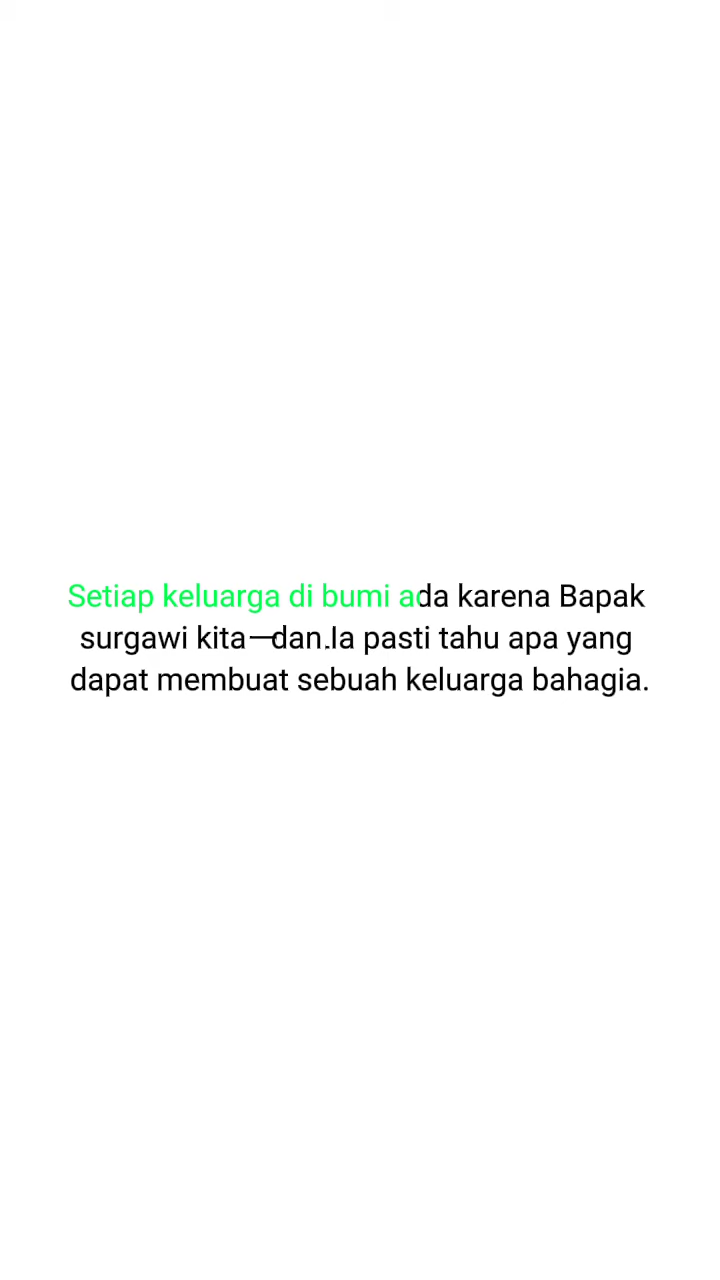 Setiap keluarga di bumi ada karena Bapak
surgawi kita—dan.Ia pasti tahu apa yang
dapat membuat sebuah keluarga bahagia.